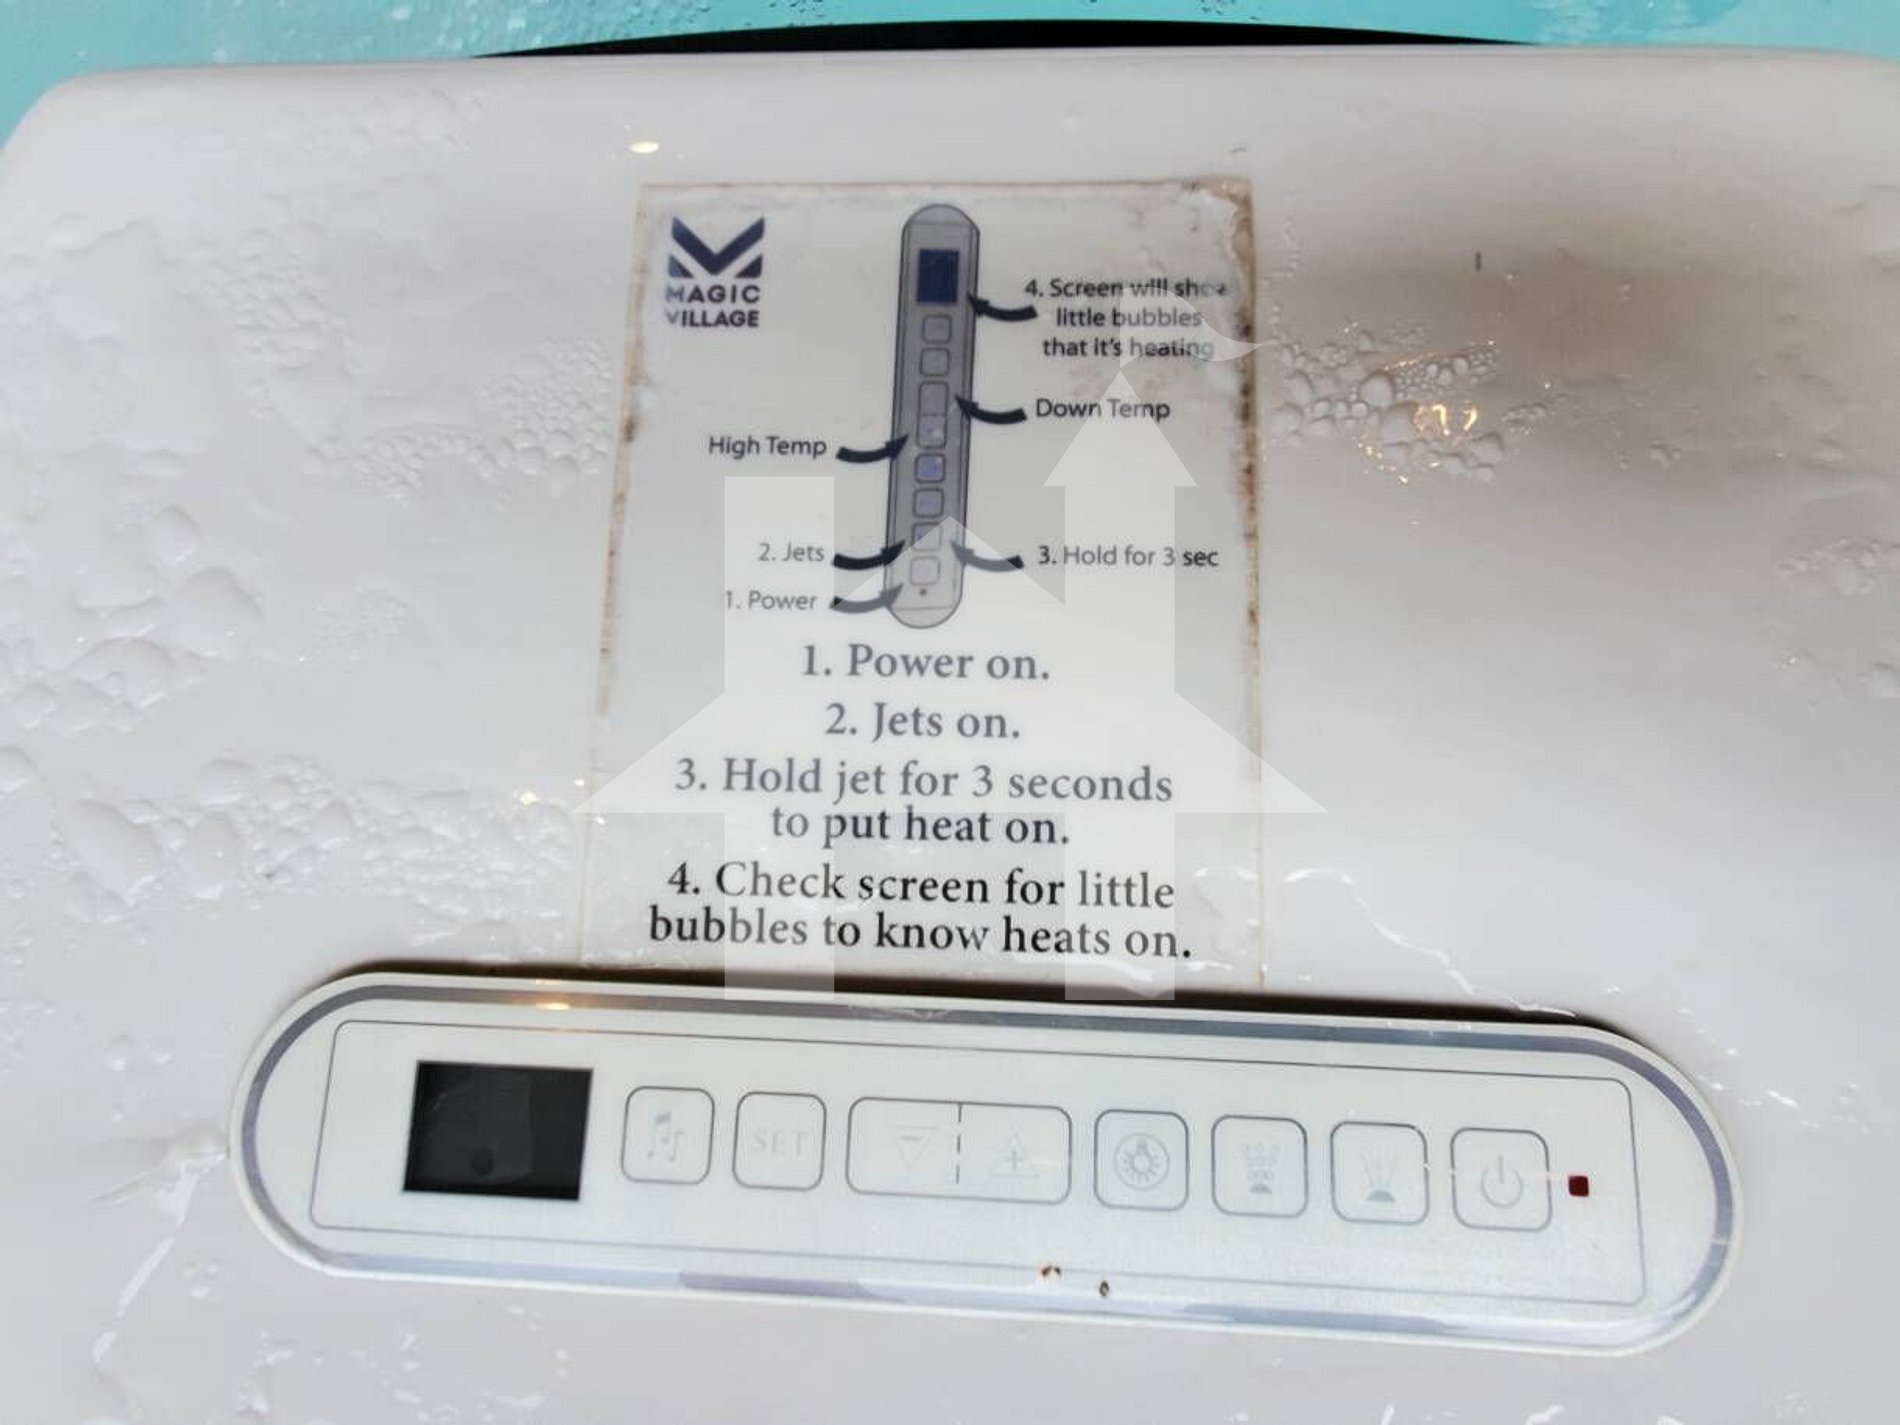 MAGIC
VILLAGE
4. Screen will show
little bubbles
that it's heating
Down Temp
High Temp
2. Jets
3. Hold for 3 sec
1. Power
1. Power on.
2. Jets on.
3. Hold jet for 3 seconds
to put heat on.
4. Check screen for little
bubbles to know heats on.
SET